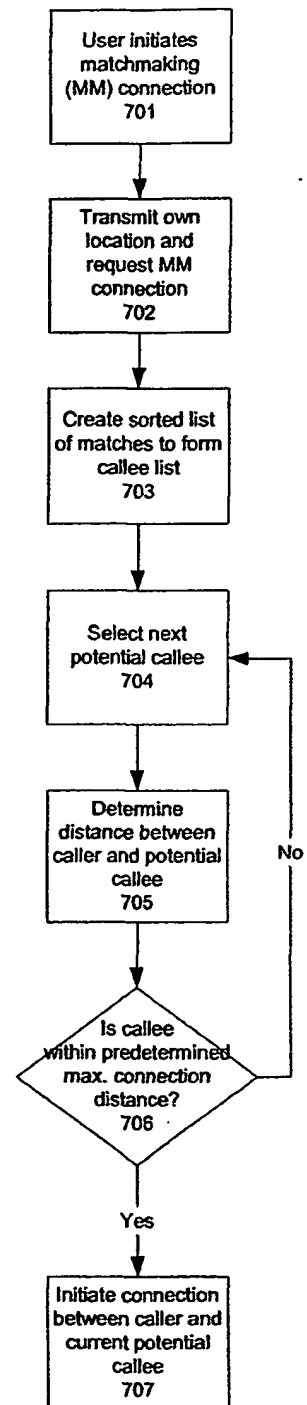 User initiates
matchmaking
(MM) connection
701
Transmit own
location and
request MM
connection
702
Create sorted list
of matches to form
callee list
703
Select next
potential callee
704
Determine
distance between
caller and potential
callee
705
No
Is callee
within predetermined
max. connection
distance?
706
Yes
Initiate connection
between caller and
current potential
callee
707